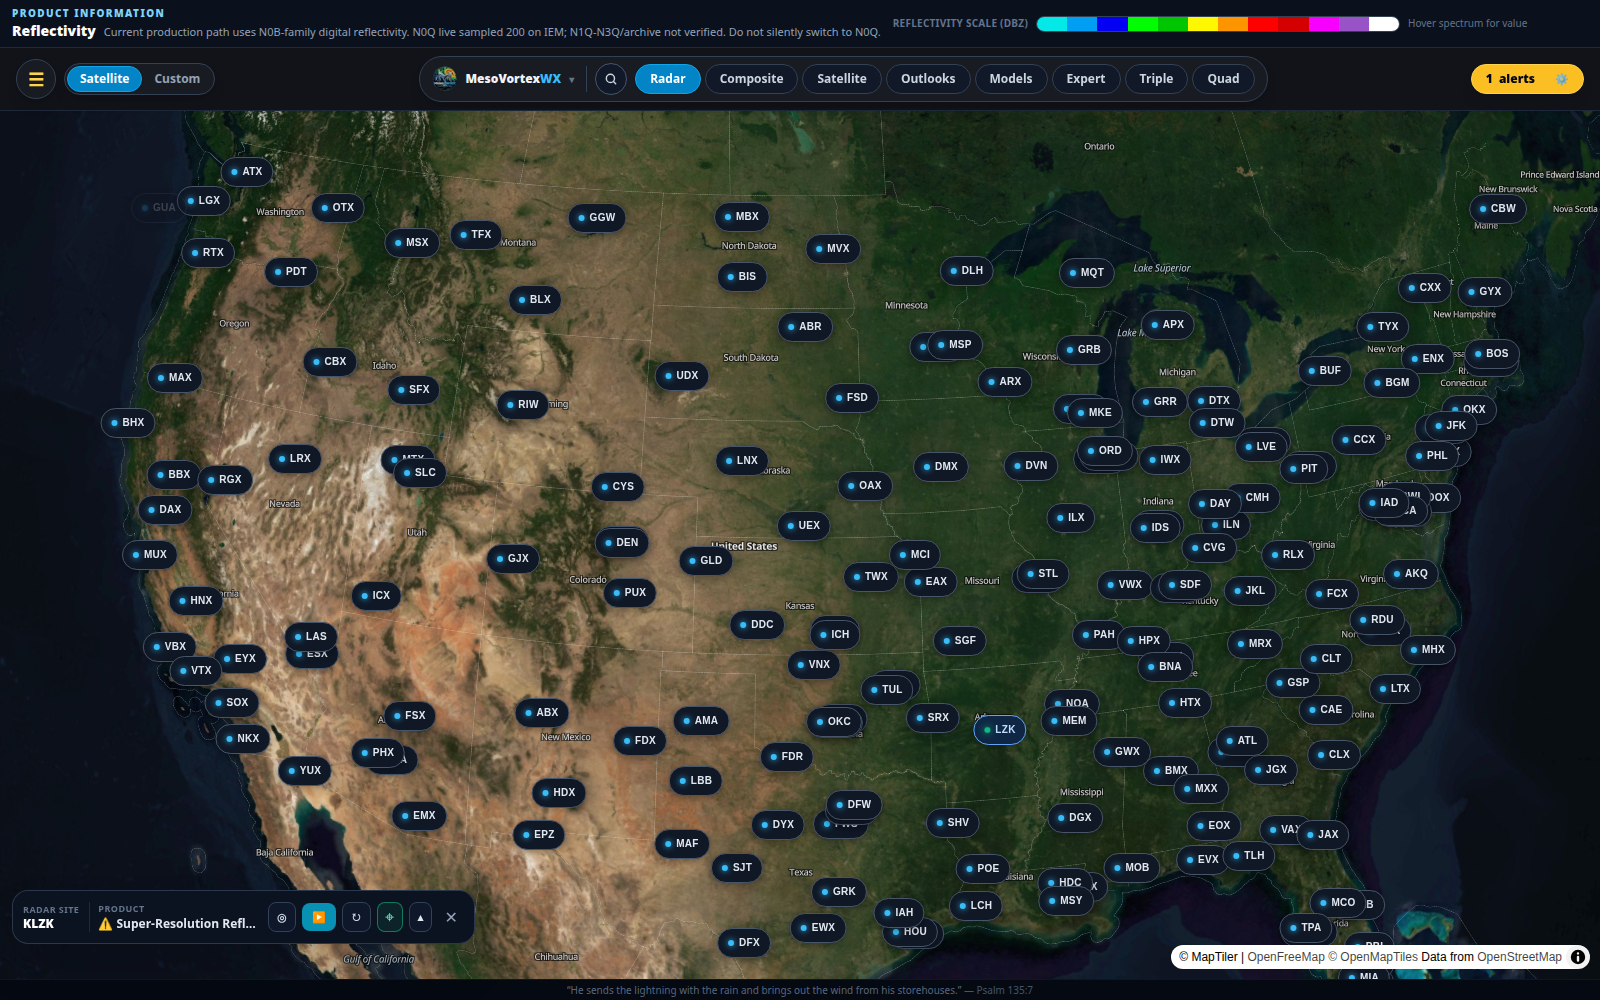 PRODUCT INFORMATION
Reflectivity Current production path uses N0B-family digital reflectivity. N0Q live sampled 200 on IEM; N1Q-N3Q/archive not verified. Do not silently switch to N0Q.
REFLECTIVITY SCALE (DBZ)
Hover spectrum for value
Satellite Custom
MesoVortexWX
Radar Composite Satellite Outlooks Models Expert Triple Quad
1 alerts
Ontario
ATX
Prince Edward Island
New Brunswick
LGX
GUA
OTX
Washington
GGW
MBX
CBW
Nova Scotia
Maine
TFX
MSX
Montana
North Dakota
MVX
RTX
PDT
BIS
DLH
MQT
Lake Superior
CXX
GYX
BLX
Minnesota
New Hampshire
Oregon
ABR
APX
TYX
MSP
GRB
New York
BOS
South Dakota
ENX
CBX
Idaho
BUF
Michigan
MAX
UDX
ARX
BGM
Connecticut
SFX
FSD
RIW
GRR
DTX
OKX
BHX
MKE
DTW
JFK
CCX
LVE
ORD
PHL
LRX
LNX
DMX
DVN
IWX
PIT
SLC
BBX
RGX
CYS
OAX
Nevada
Indiana
DAY
CMH
IAD
DOX
DAX
ILX
UEX
IDS
ILN
Utah
DEN
United States
CVG
MUX
GJX
GLD
MCI
RLX
Colorado
TWX
EAX
Missouri
STL
VWX
SDF
JKL
AKQ
HNX
ICX
PUX
FCX
Kansas
DDC
ICH
SGF
PAH
HPX
RDU
LAS
ESX
VBX
MRX
MHX
EYX
VNX
BNA
CLT
VTX
TUL
GSP
LTX
SOX
HTX
NQA
CAE
FSX
ABX
AMA
OKC
SRX
LZK
MEM
NKX
New Mexico
FDX
ATL
PHX
FDR
GWX
CLX
YUX
LBB
BMX
JGX
HDX
MXX
Mississippi
EMX
DFW
EPZ
DYX
SHV
DGX
EOX
VAX
JAX
Baja California
MAF
SJT
Texas
POE
MOB
EVX
TLH
GRK
HDC
MSY
RADAR SITE
KLZK
PRODUCT
⚠️ Super-Resolution Refl...
LCH
MCO
IAH
EWX
HOU
TPA
DFX
Gulf of California
Chihuahua
MIA
© MapTiler | OpenFreeMap © OpenMapTiles Data from OpenStreetMap
“He sends the lightning with the rain and brings out the wind from his storehouses.” — Psalm 135:7